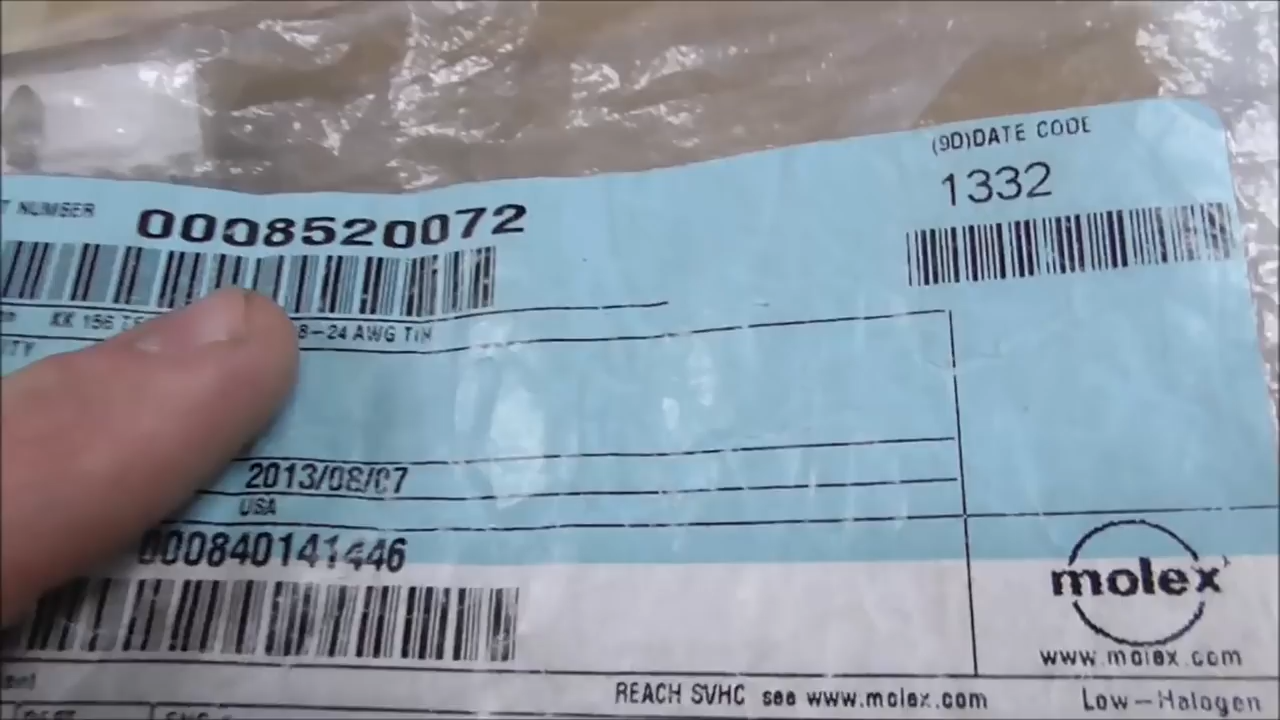 (9D)DATE CODE
1332
T NUMBER 0008520072
KK 156 8-24 AWG TIN
ITY
2013/08/07
USA
000840141446
molex
www.molex.com
REACH SVHC see www.molex.com
Low-Halogen